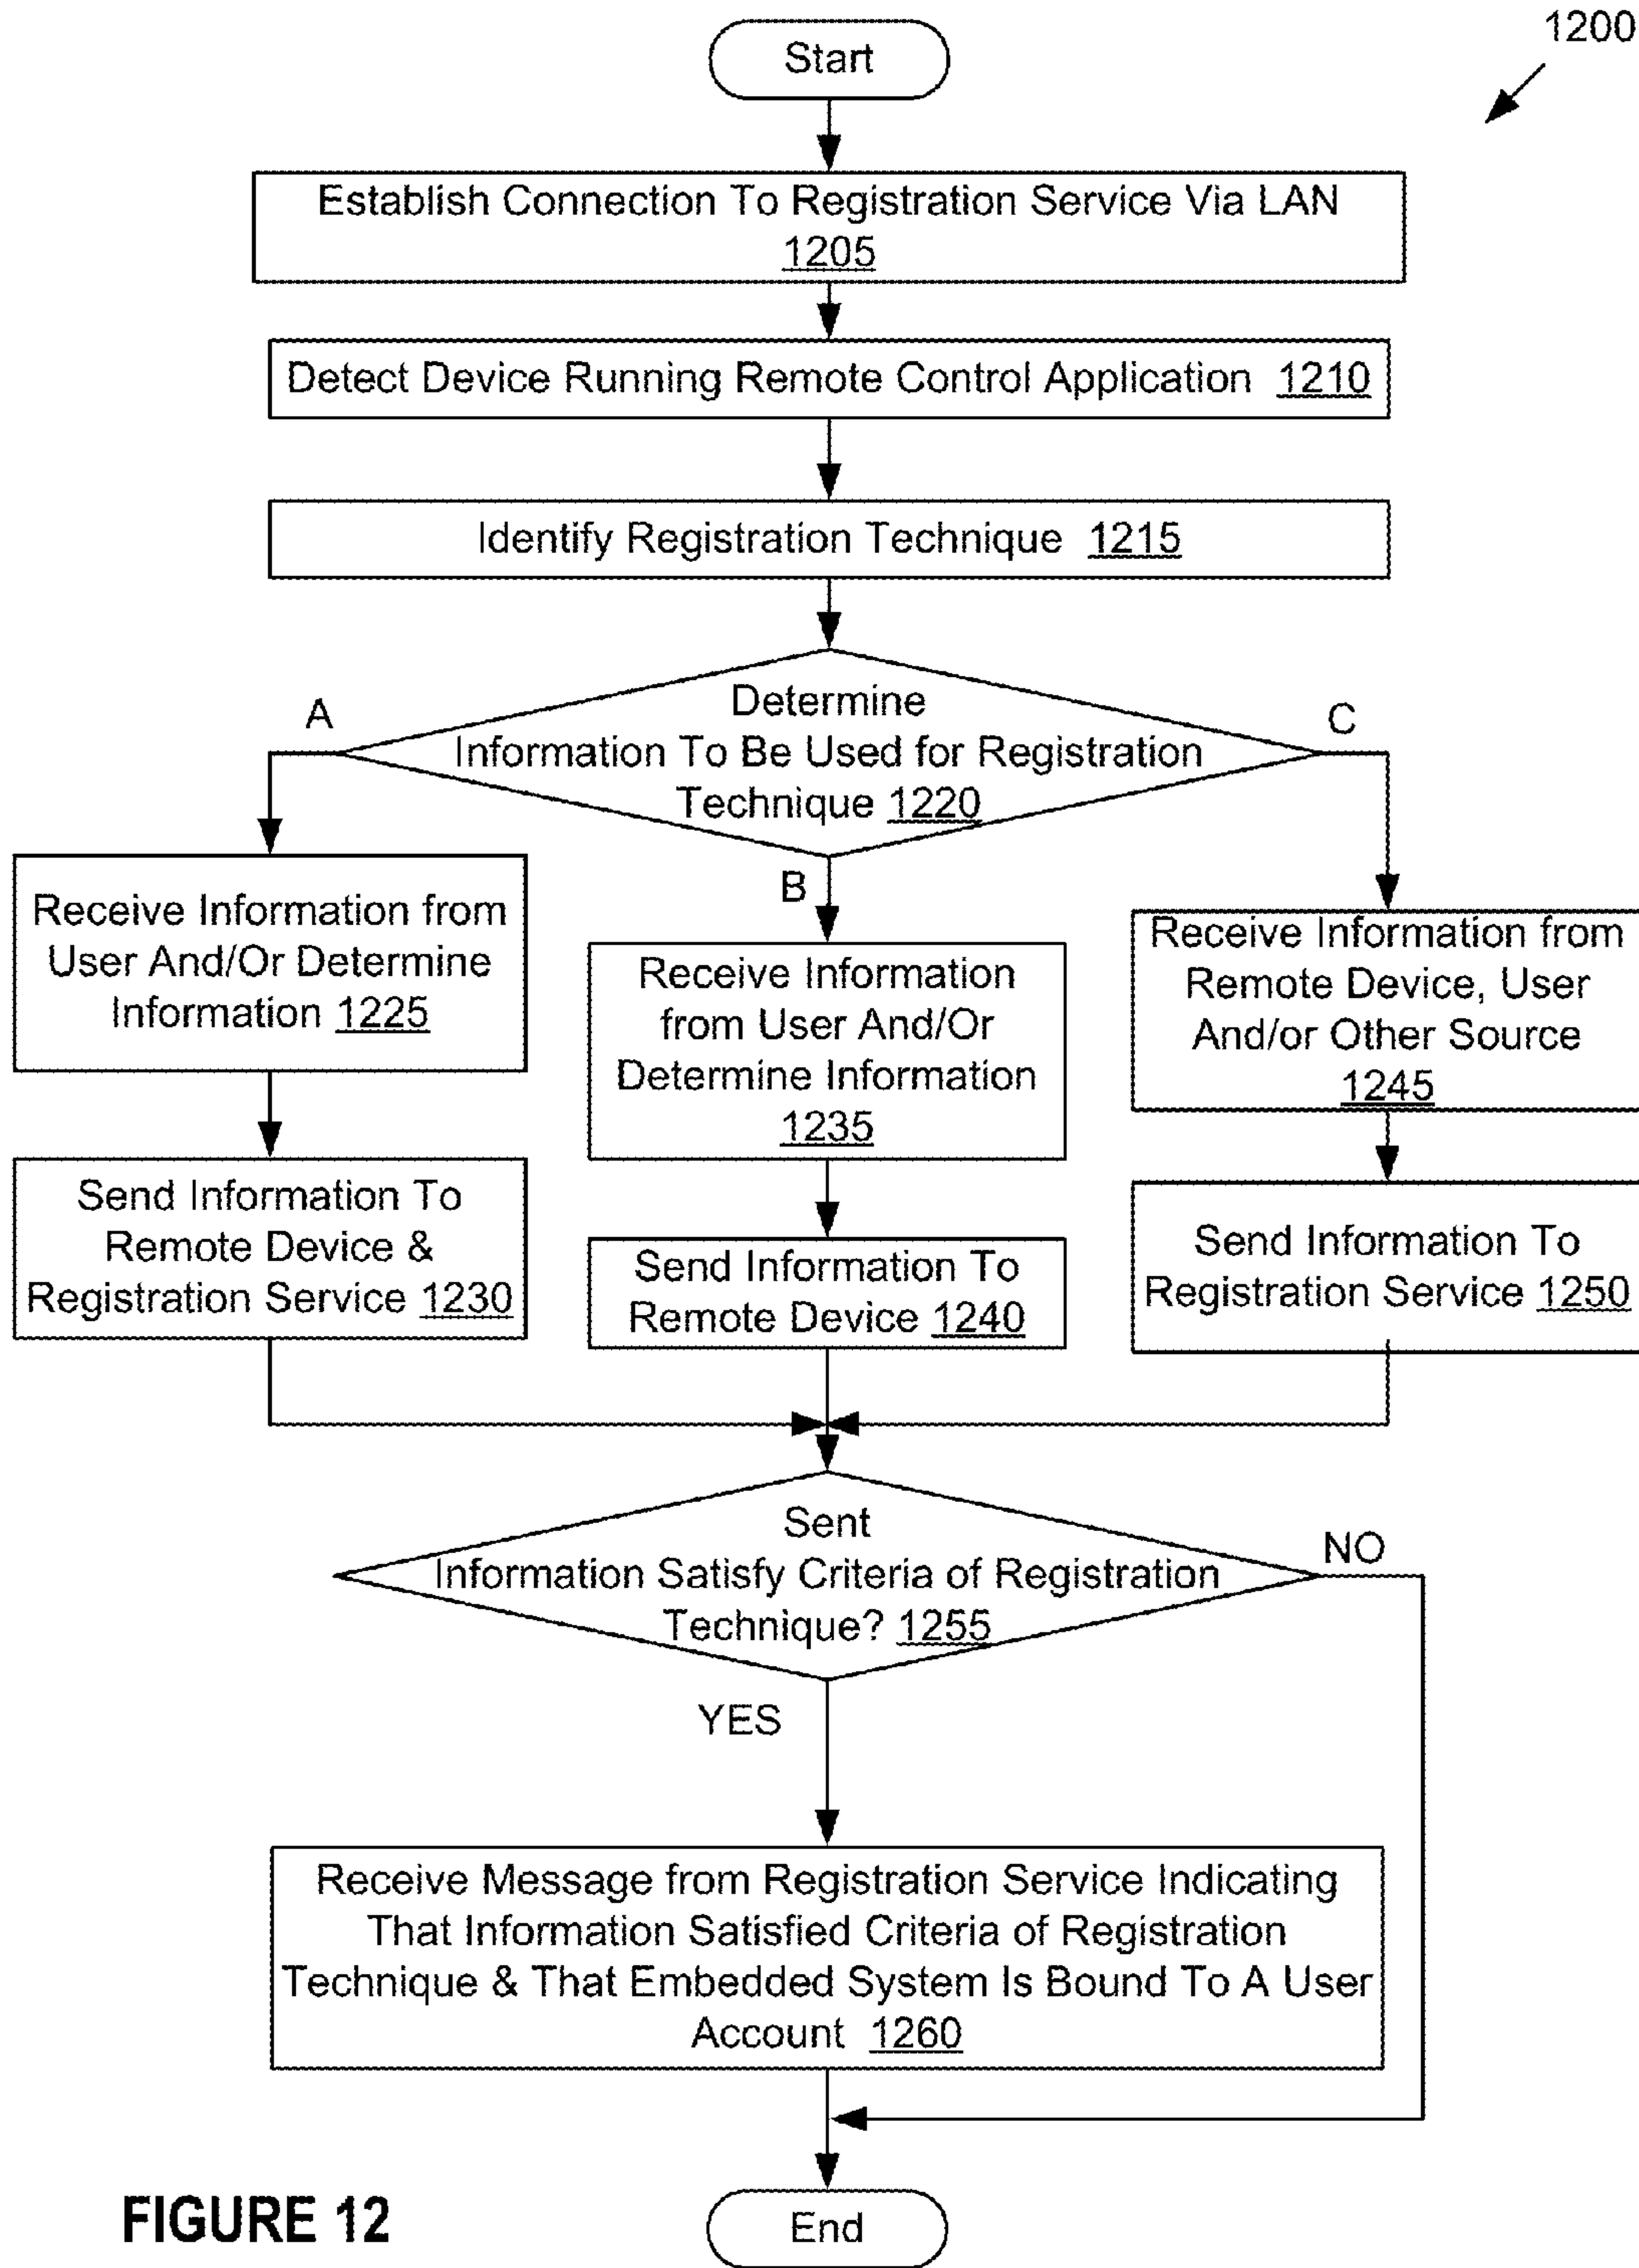 1200
Start
Establish Connection To Registration Service Via LAN
1205
Detect Device Running Remote Control Application 1210
Identify Registration Technique 1215
Determine
Information To Be Used for Registration
Technique 1220
A
B
C
Receive Information from
User And/Or Determine
Information 1225
Receive Information
from User And/Or
Determine Information
1235
Receive Information from
Remote Device, User
And/or Other Source
1245
Send Information To
Remote Device &
Registration Service 1230
Send Information To
Remote Device 1240
Send Information To
Registration Service 1250
Sent
Information Satisfy Criteria of Registration
Technique? 1255
NO
YES
Receive Message from Registration Service Indicating
That Information Satisfied Criteria of Registration
Technique & That Embedded System Is Bound To A User
Account 1260
End
FIGURE 12